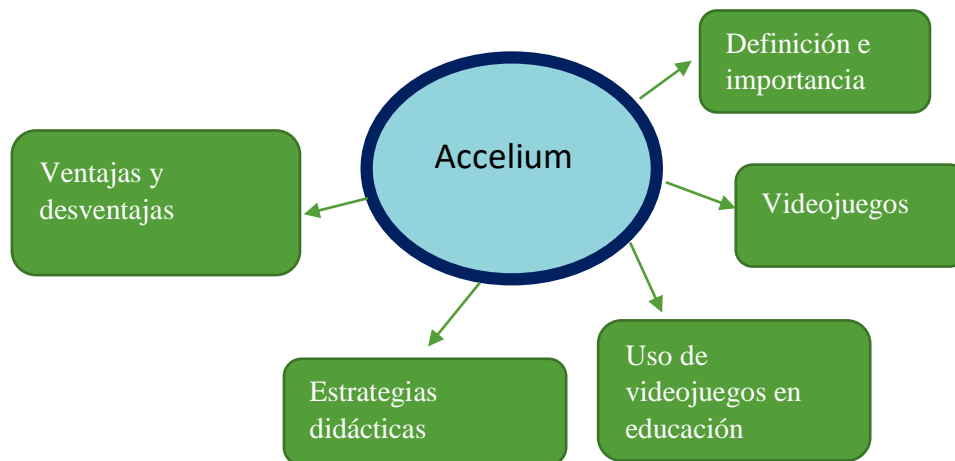 Definición e
importancia
Accelium
Ventajas y
desventajas
Videojuegos
Uso de
videojuegos en
educación
Estrategias
didácticas